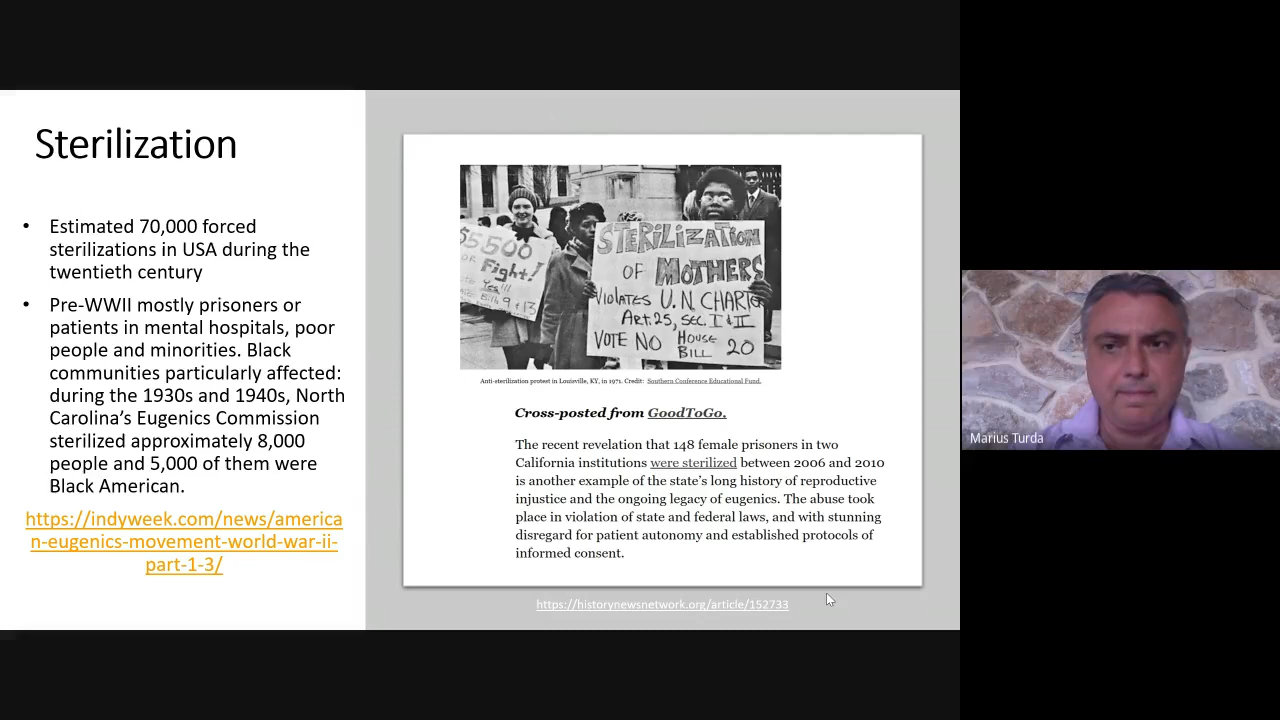 Sterilization
• Estimated 70,000 forced
sterilizations in USA during the
twentieth century
• Pre-WWII mostly prisoners or
patients in mental hospitals, poor
people and minorities. Black
communities particularly affected:
during the 1930s and 1940s, North
Carolina's Eugenics Commission
sterilized approximately 8,000
people and 5,000 of them were
Black American.
https://indyweek.com/news/america
n-eugenics-movement-world-war-ii-
part-1-3/
$5500
OR Fight!
STERILIZATION
OF MOTHERS
VIOLATES U.N. CHART
ART. 25, SEC. I & II
VOTE NO HOUSE
BILL 20
Anti-sterilization protest in Louisville, KY, in 1971. Credit: Southern Conference Educational Fund.
Cross-posted from GoodToGo.
The recent revelation that 148 female prisoners in two
California institutions were sterilized between 2006 and 2010
is another example of the state's long history of reproductive
injustice and the ongoing legacy of eugenics. The abuse took
place in violation of state and federal laws, and with stunning
disregard for patient autonomy and established protocols of
informed consent.
https://historynewsnetwork.org/article/152733
Marius Turda